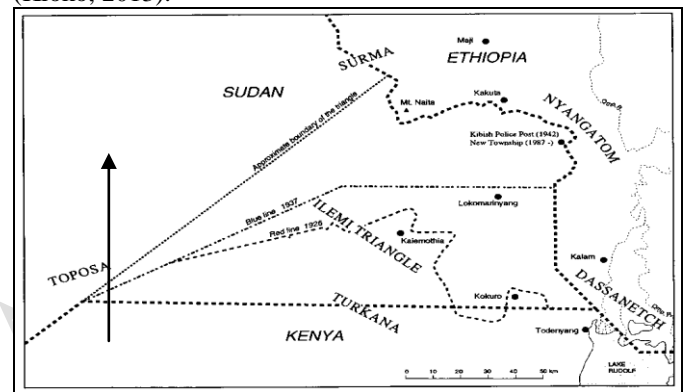 (Kioko, 2013).
Maji
ETHIOPIA
SURMA
SUDAN
Mt. Naita
Kakuta
NYANGATOM
Approximate boundary of the triangle
Kibish Police Post (1942)
New Township (1987 -)
Blue line 1937
Lokomarinyang
Red line 1926
ILEMI TRIANGLE
Kalemothia
TOPOSA
Kalam
DASSANETCH
Kokuro
TURKANA
KENYA
Todenyang
LAKE
RUDOLF
0 10 20 30 40 50 km